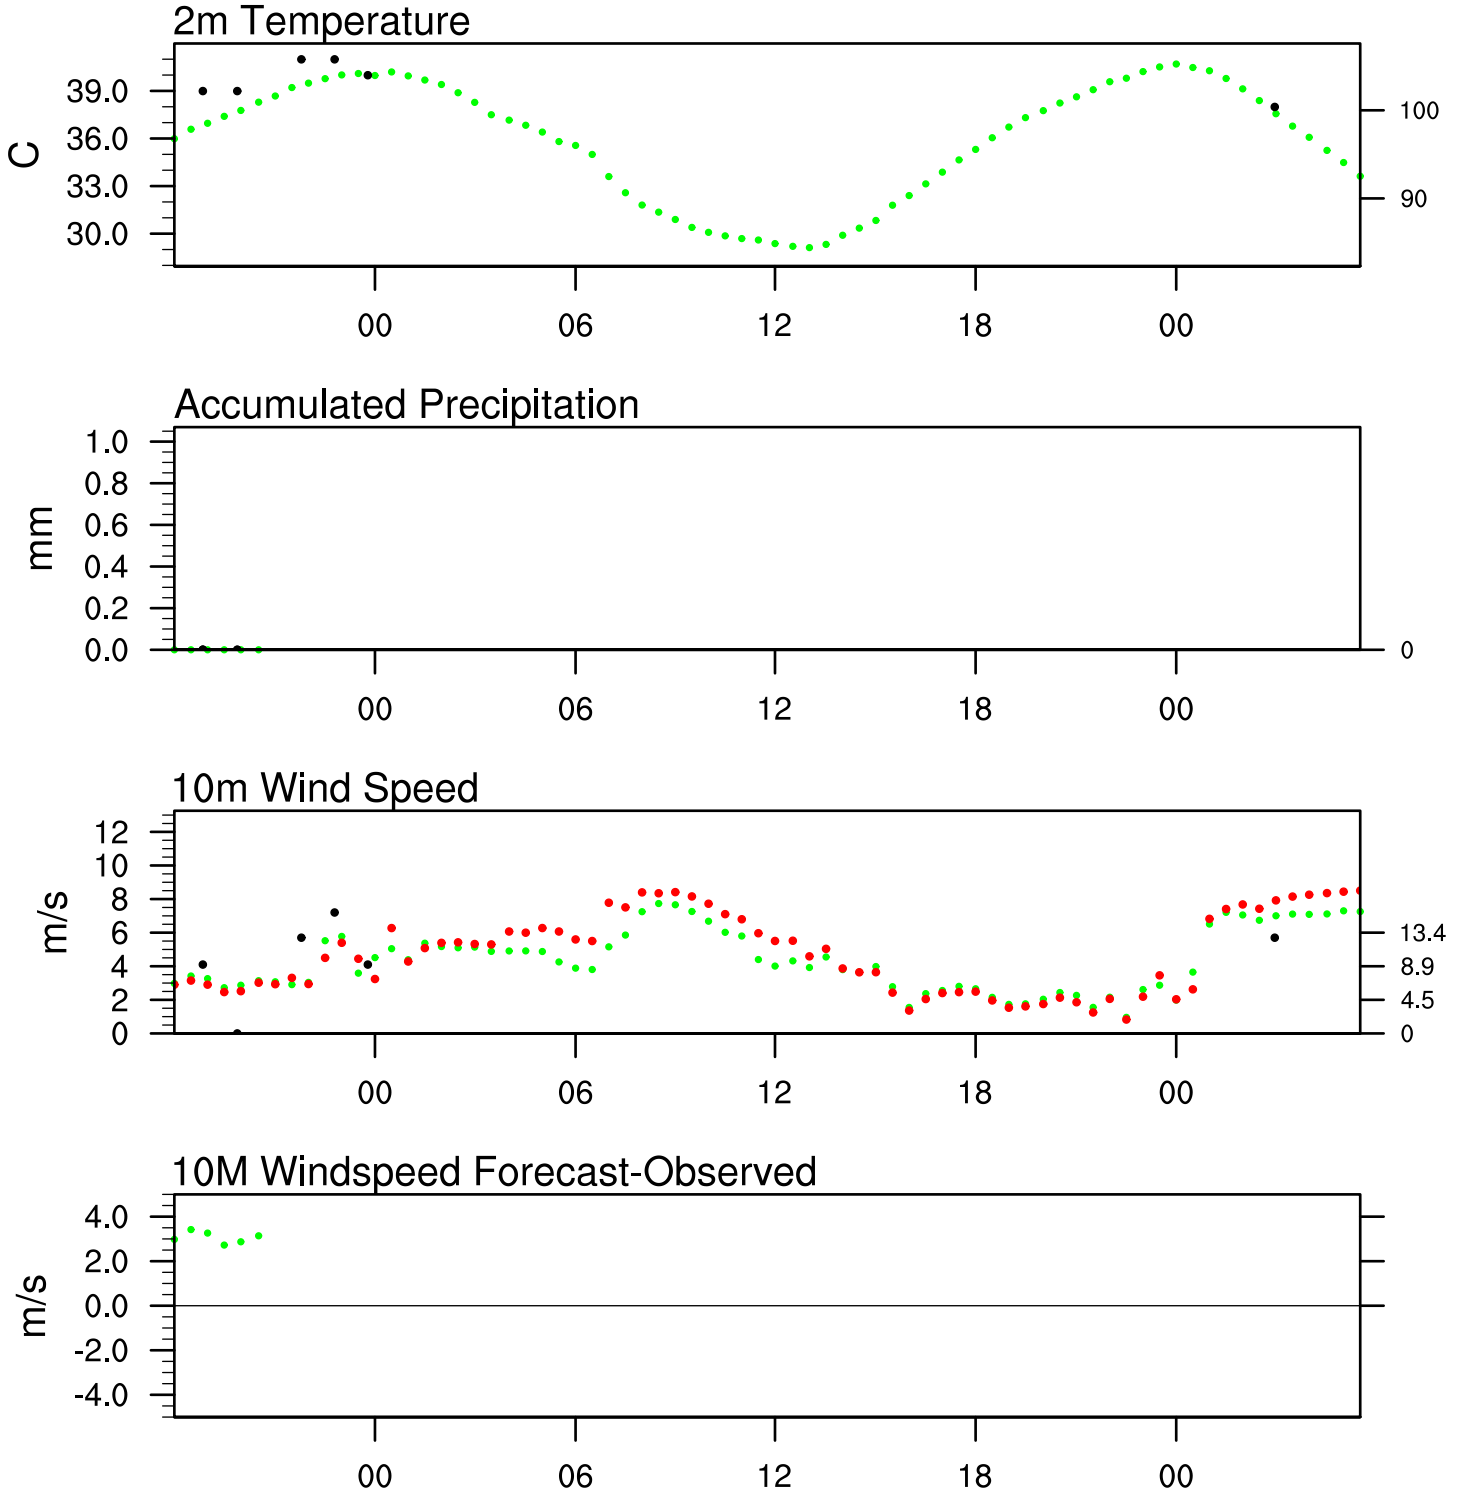 2m Temperature
C
39.0
36.0
33.0
30.0
100
90
00 06 12 18 00
Accumulated Precipitation
mm
1.0
0.8
0.6
0.4
0.2
0.0
0
00 06 12 18 00
10m Wind Speed
m/s
12
10
8
6
4
2
0
13.4
8.9
4.5
0
00 06 12 18 00
10M Windspeed Forecast-Observed
m/s
4.0
2.0
0.0
-2.0
-4.0
00 06 12 18 00